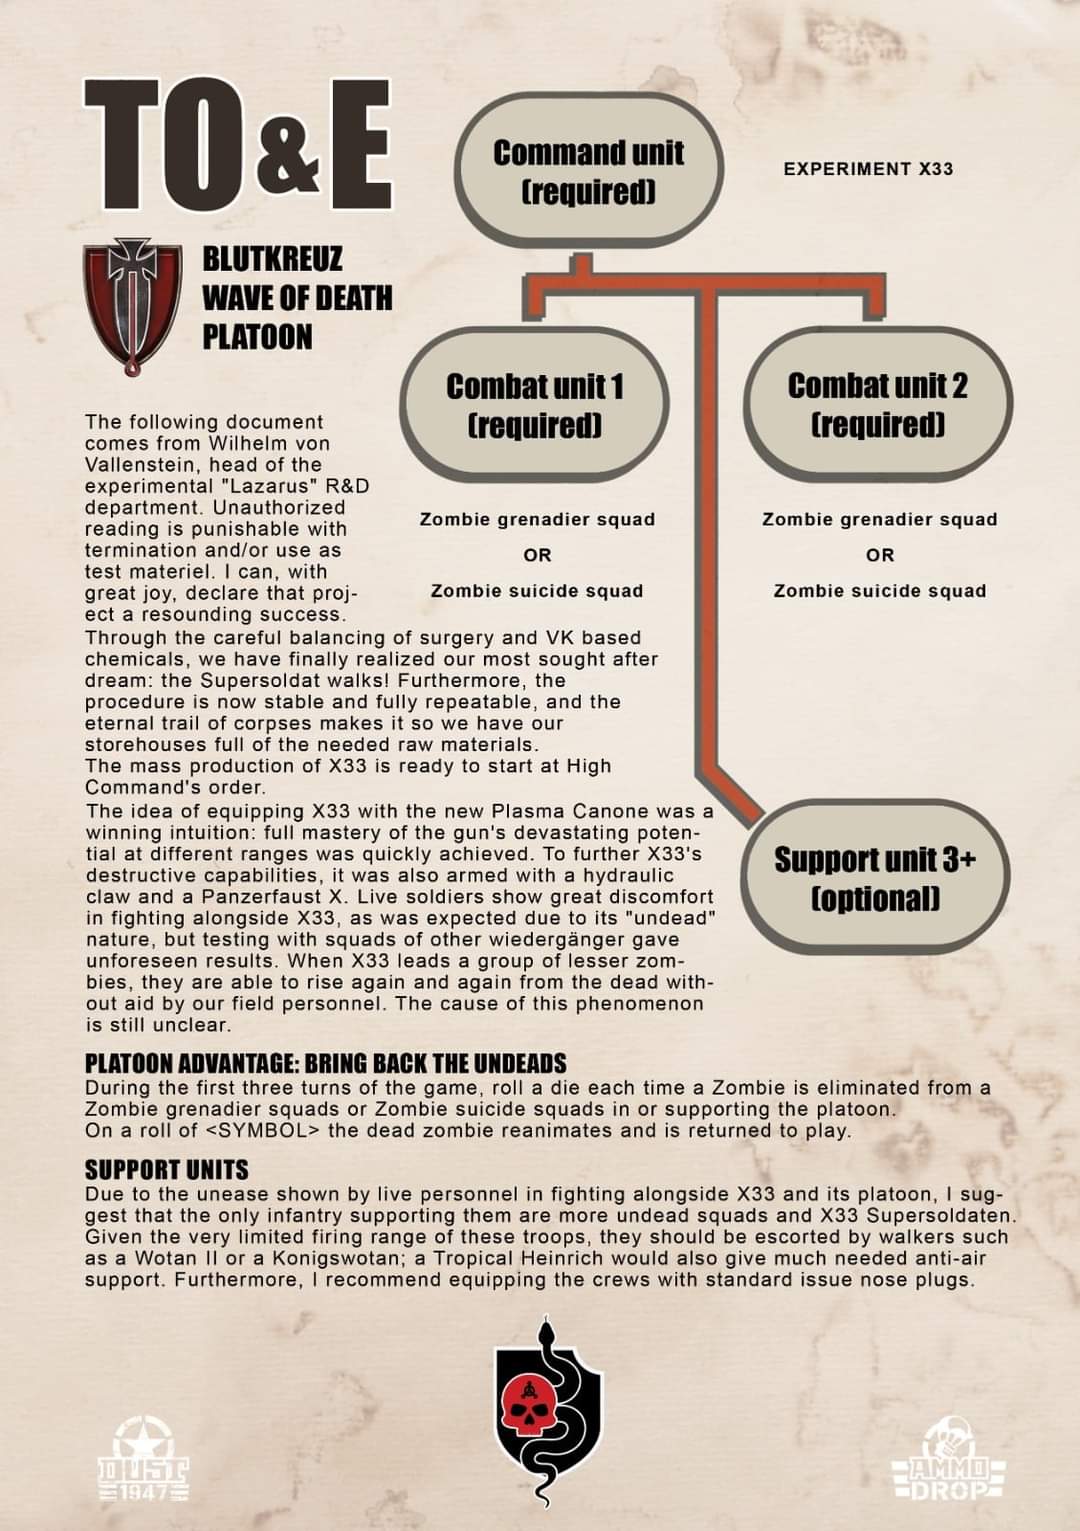 TO&E
Command unit
(required)
EXPERIMENT X33
BLUTKREUZ
WAVE OF DEATH
PLATOON
Combat unit 1
(required)
Combat unit 2
(required)
Zombie grenadier squad
OR
Zombie suicide squad
Zombie grenadier squad
OR
Zombie suicide squad
The following document
comes from Wilhelm von
Vallenstein, head of the
experimental "Lazarus" R&D
department. Unauthorized
reading is punishable with
termination and/or use as
test materiel. I can, with
great joy, declare that proj-
ect a resounding success.
Through the careful balancing of surgery and VK based
chemicals, we have finally realized our most sought after
dream: the Supersoldat walks! Furthermore, the
procedure is now stable and fully repeatable, and the
eternal trail of corpses makes it so we have our
storehouses full of the needed raw materials.
The mass production of X33 is ready to start at High
Command's order.
The idea of equipping X33 with the new Plasma Canone was a
winning intuition: full mastery of the gun's devastating poten-
tial at different ranges was quickly achieved. To further X33's
destructive capabilities, it was also armed with a hydraulic
claw and a Panzerfaust X. Live soldiers show great discomfort
in fighting alongside X33, as was expected due to its "undead"
nature, but testing with squads of other wiedergänger gave
unforeseen results. When X33 leads a group of lesser zom-
bies, they are able to rise again and again from the dead with-
out aid by our field personnel. The cause of this phenomenon
is still unclear.
Support unit 3+
(optional)
PLATOON ADVANTAGE: BRING BACK THE UNDEADS
During the first three turns of the game, roll a die each time a Zombie is eliminated from a
Zombie grenadier squads or Zombie suicide squads in or supporting the platoon.
On a roll of <SYMBOL> the dead zombie reanimates and is returned to play.
SUPPORT UNITS
Due to the unease shown by live personnel in fighting alongside X33 and its platoon, I sug-
gest that the only infantry supporting them are more undead squads and X33 Supersoldaten.
Given the very limited firing range of these troops, they should be escorted by walkers such
as a Wotan II or a Konigswotan; a Tropical Heinrich would also give much needed anti-air
support. Furthermore, I recommend equipping the crews with standard issue nose plugs.
DUST
1947
AMMO
DROP